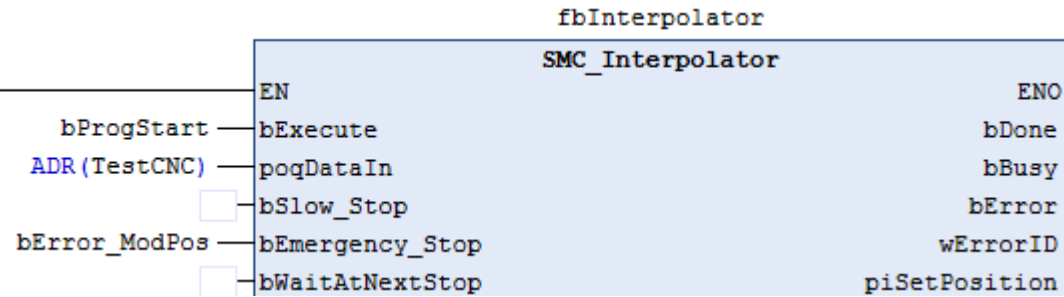 fbInterpolator
SMC_Interpolator
EN ENO
bProgStart bExecute bDone
ADR(TestCNC) poqDataIn bBusy
bSlow_Stop bError
bError_ModPos bEmergency_Stop wErrorID
bWaitAtNextStop piSetPosition